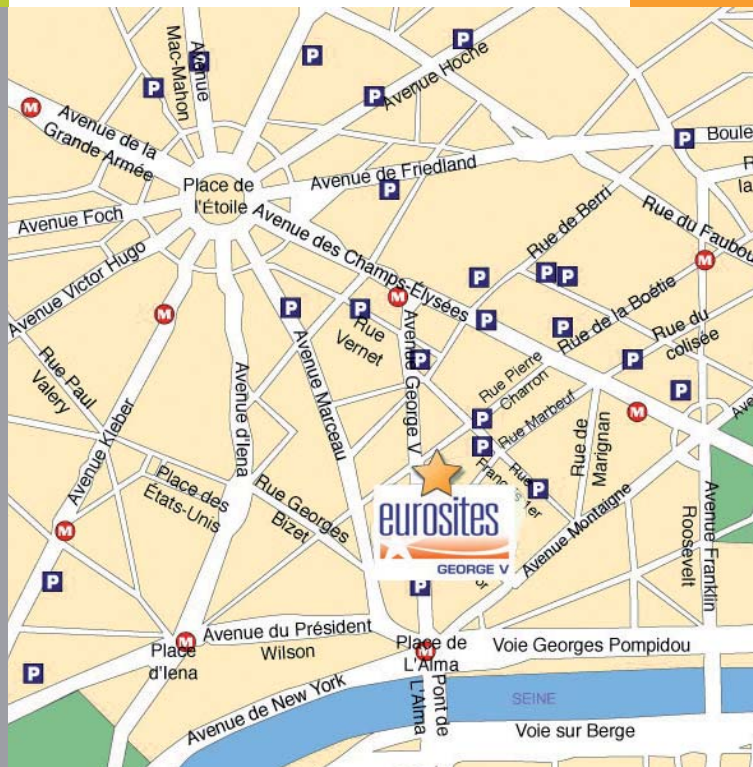 Avenue
Mac-Mahon
P
P
P
P
Avenue Hoche
P
M
Avenue de la
Grande Armée
P
Boule
Place de
l'Étoile
Avenue de Friedland
P
R
la
Avenue Foch
Avenue des Champs-Élysées
Rue de Berri
Rue du Faubou
Avenue Victor Hugo
M
P
P
P
M
P
P
M
P
P
Rue de la Boétie
Rue du
colisée
Rue
Vernet
Avenue George V
P
P
P
Rue Paul
Valery
Avenue Kleber
Avenue d'Iena
Avenue Marceau
Rue Pierre
Charron
Rue Marbeuf
P
P
M
Ave
Rue de
Marignan
Rue
P
Place des
États-Unis
Rue Georges
Bizet
Avenue Montaigne
Avenue Franklin
Roosevelt
eurosites
GEORGE V
M
P
P
M
Place
d'Iena
Avenue du Président
Wilson
Place de
L'Alma
M
Voie Georges Pompidou
P
Avenue de New York
Pont de
L'Alma
SEINE
Voie sur Berge